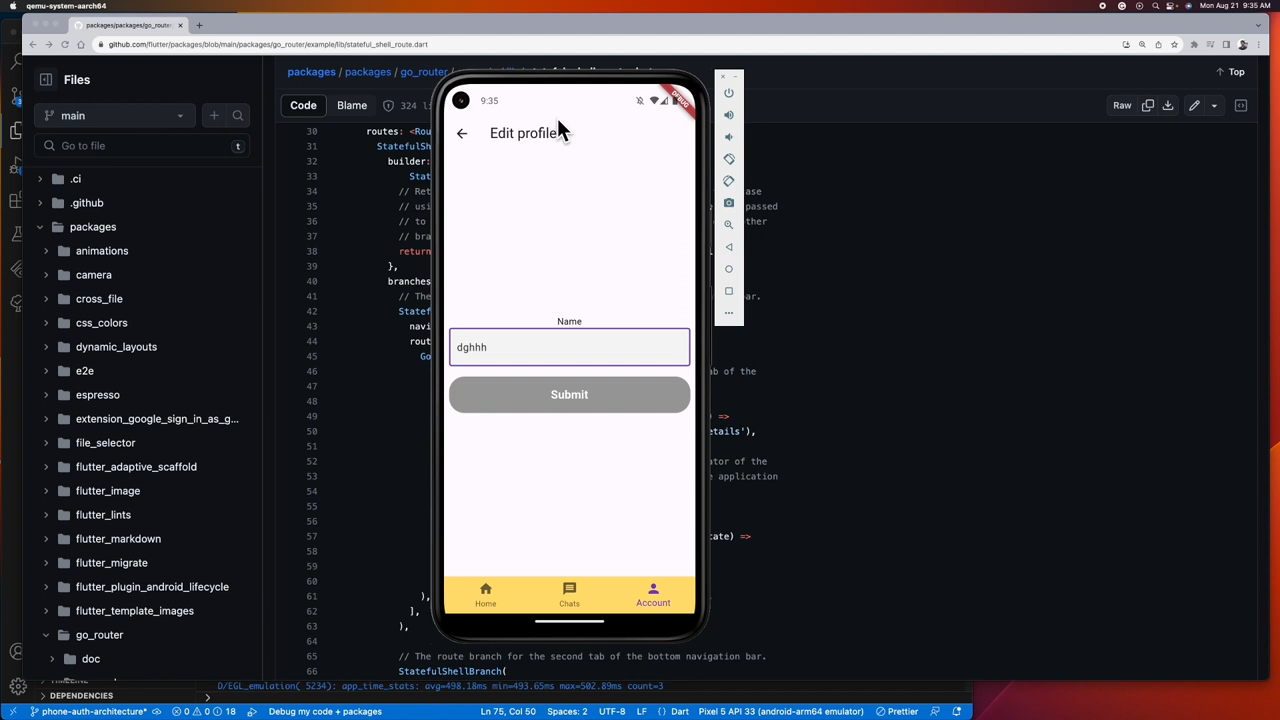 qemu-system-aarch64
Mon Aug 21 9:35 AM
packages/packages/go_router
github.com/flutter/packages/blob/main/packages/go_router/example/lib/stateful_shell_route.dart
Files
packages / packages / go_router
Top
main
Code Blame 324
Raw
Go to file t
.ci
.github
packages
animations
camera
cross_file
css_colors
dynamic_layouts
e2e
espresso
extension_google_sign_in_as_g...
file_selector
flutter_adaptive_scaffold
flutter_image
flutter_lints
flutter_markdown
flutter_migrate
flutter_plugin_android_lifecycle
flutter_template_images
go_router
doc
30 routes: <Rou
31 StatefulS
32 builder:
33 Stat
34 // Ret
35 // usi passed
36 // to
37 // bra
38 return
39 },
40 branches
41 // The bar.
42 State
43 navi
44 rout
45 Go
46 tab of the
47
48
49 ) =>
50 etails'),
51
52 ator of the
53 e application
54
55
56
57 tate) =>
58
59
60 ),
61 ],
62
63 ),
64
65 // The route branch for the second tab of the bottom navigation bar.
66 StatefulShellBranch(
9:35
DEBUG
Edit profile
Name
dghhh
Submit
Home
Chats
Account
D/EGL_emulation( 5234): app_time_stats: avg=498.18ms min=493.65ms max=502.89ms count=3
DEPENDENCIES
phone-auth-architecture* 0 0 18 Debug my code + packages
Ln 75, Col 50 Spaces: 2 UTF-8 LF {} Dart Pixel 5 API 33 (android-arm64 emulator) Prettier